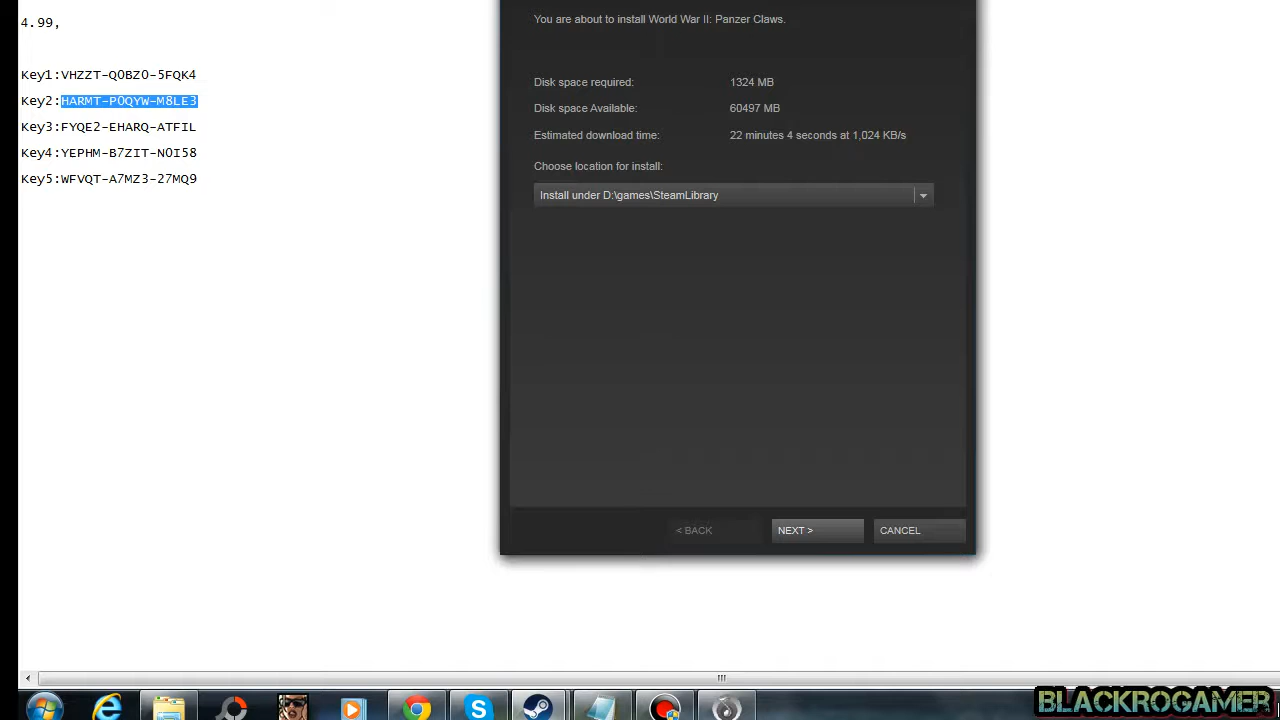 4.99,
Key1:VHZZT-Q0BZ0-5FQK4
Key2:HARMT-P0QYW-M8LE3
Key3:FYQE2-EHARQ-ATFIL
Key4:YEPHM-B7ZIT-N0I58
Key5:WFVQT-A7MZ3-27MQ9
You are about to install World War II: Panzer Claws.
Disk space required: 1324 MB
Disk space Available: 60497 MB
Estimated download time: 22 minutes 4 seconds at 1,024 KB/s
Choose location for install:
Install under D:\games\SteamLibrary
< BACK NEXT > CANCEL
BLACKROGAMER